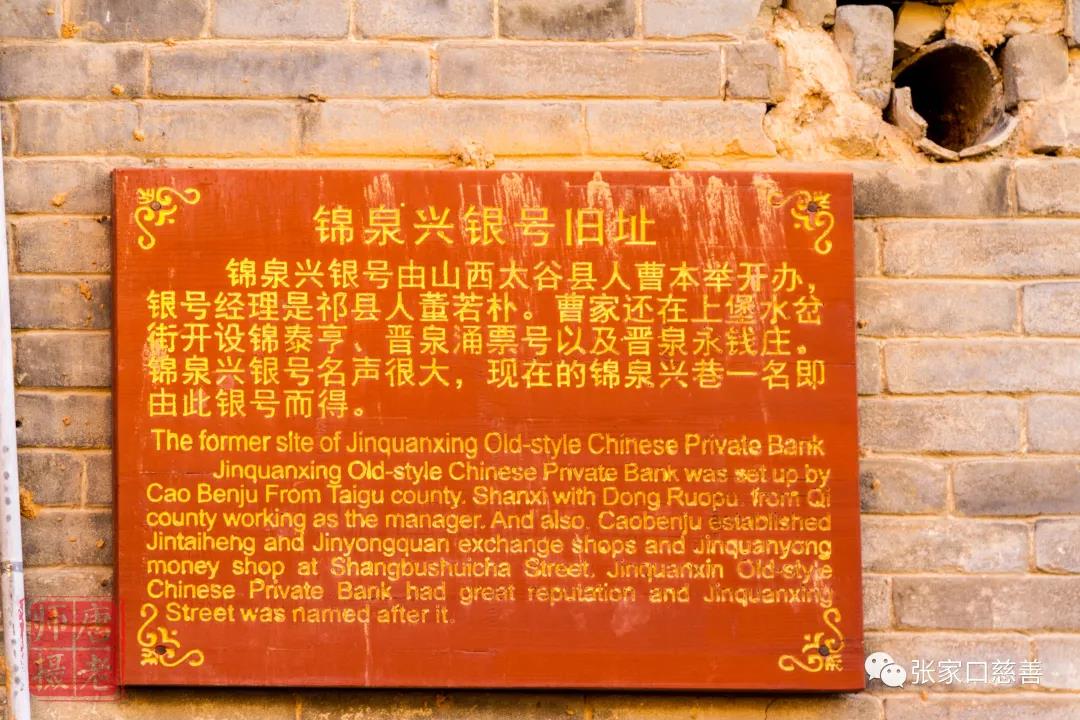 锦泉兴银号旧址
锦泉兴银号由山西太谷县人曹本举开办，
银号经理是祁县人董若朴。曹家还在上堡水岔
街开设锦泰亨、晋泉涌票号以及晋泉永钱庄。
锦泉兴银号名声很大，现在的锦泉兴巷一名即
由此银号而得。
The former site of Jinquanxing Old-style Chinese Private Bank
Jinquanxing Old-style Chinese Private Bank was set up by
Cao Benju From Taigu county. Shanxi with Dong Ruopu. from Qi
county working as the manager. And also. Caobenju established
Jintaiheng and Jinyongquan exchange shops and Jinquanyong
money shop at Shangbushuicha Street. Jinquanxin Old-style
Chinese Private Bank had great reputation and Jinquanxing
Street was named after it.
唐老
师摄
张家口慈善